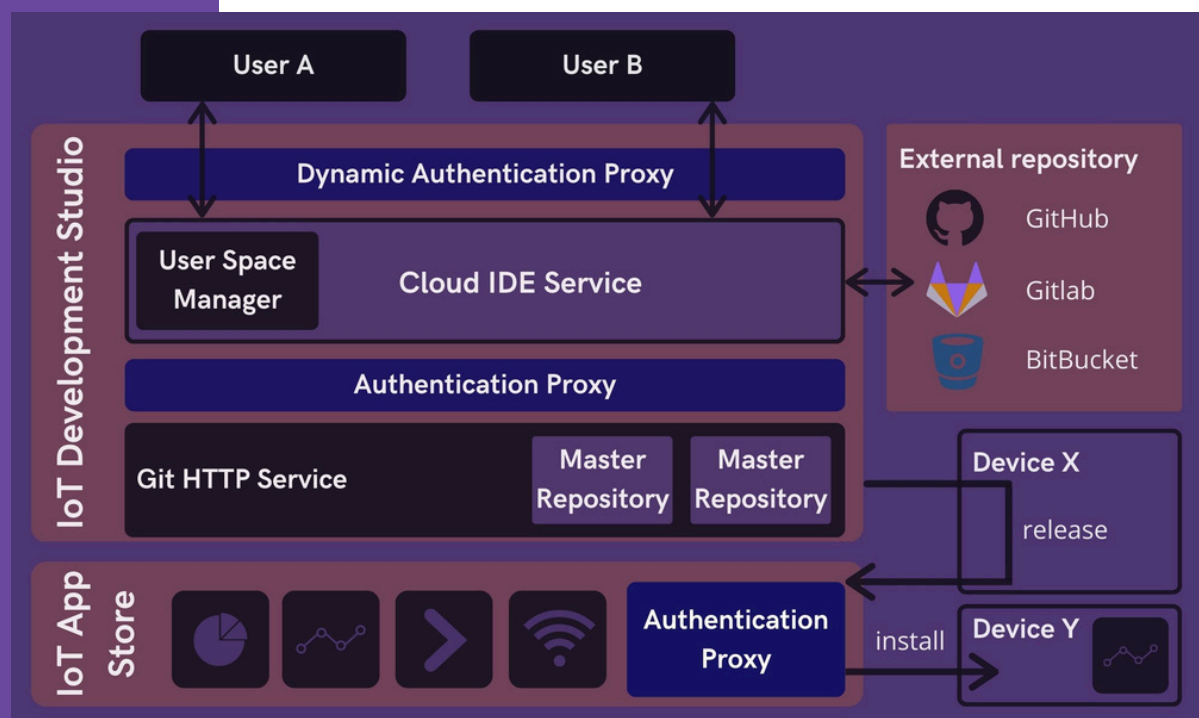 User A
User B
IoT Development Studio
Dynamic Authentication Proxy
User Space
Manager
Cloud IDE Service
Authentication Proxy
Git HTTP Service
Master
Repository
Master
Repository
External repository
GitHub
Gitlab
BitBucket
Device X
release
IoT App
Store
Authentication
Proxy
install
Device Y